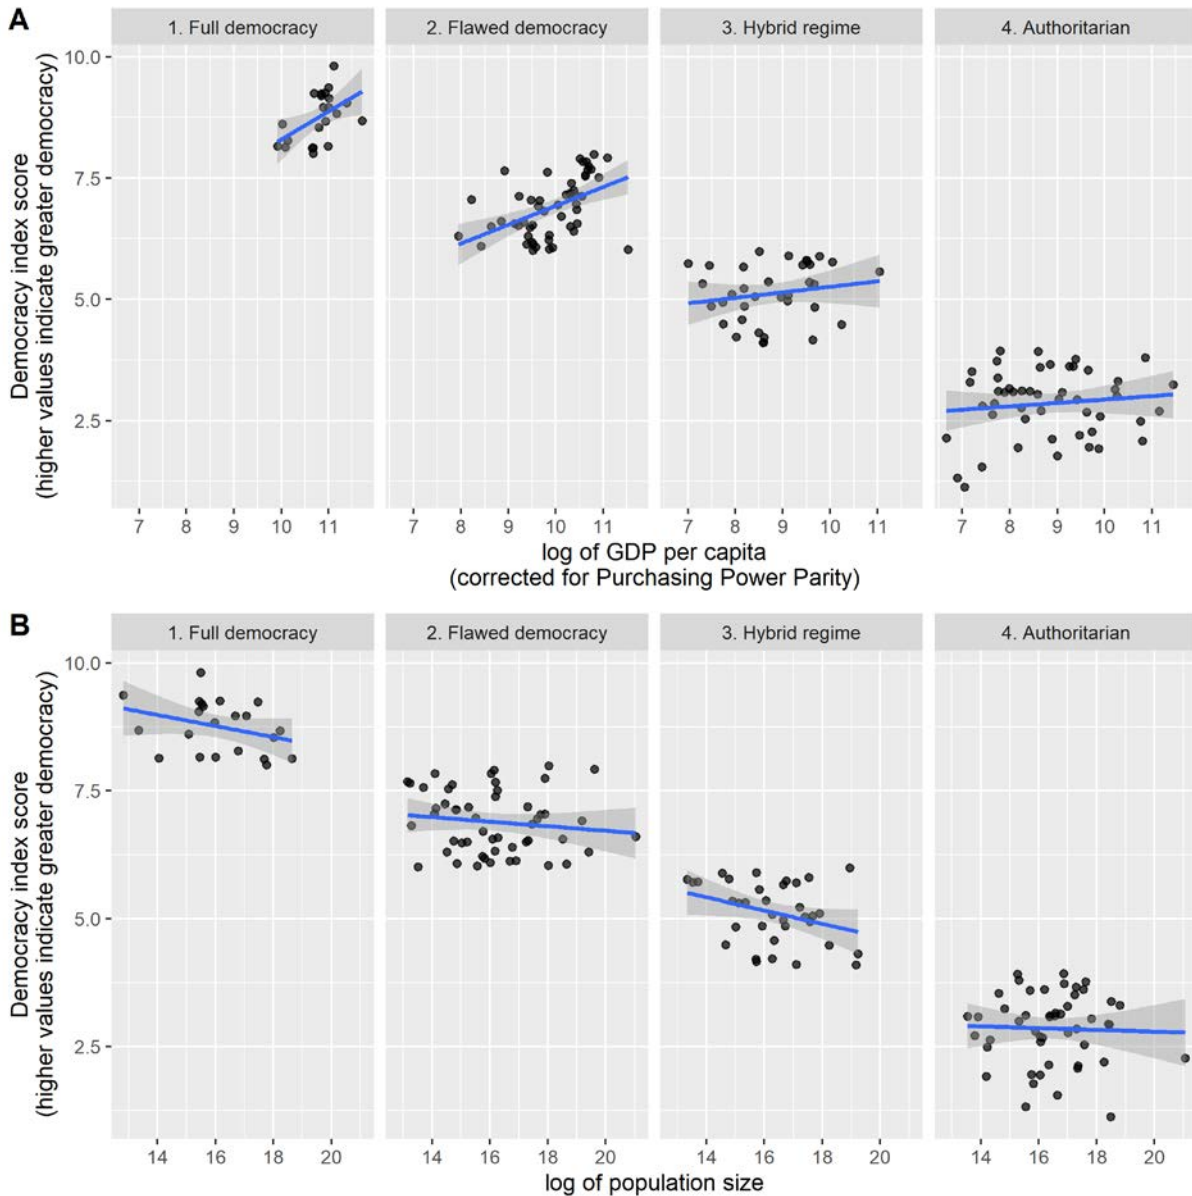 A
1. Full democracy
2. Flawed democracy
3. Hybrid regime
4. Authoritarian
Democracy index score
(higher values indicate greater democracy)
10.0
7.5
5.0
2.5
7 8 9 10 11
7 8 9 10 11
7 8 9 10 11
7 8 9 10 11
log of GDP per capita
(corrected for Purchasing Power Parity)
B
1. Full democracy
2. Flawed democracy
3. Hybrid regime
4. Authoritarian
Democracy index score
(higher values indicate greater democracy)
10.0
7.5
5.0
2.5
14 16 18 20
14 16 18 20
14 16 18 20
14 16 18 20
log of population size